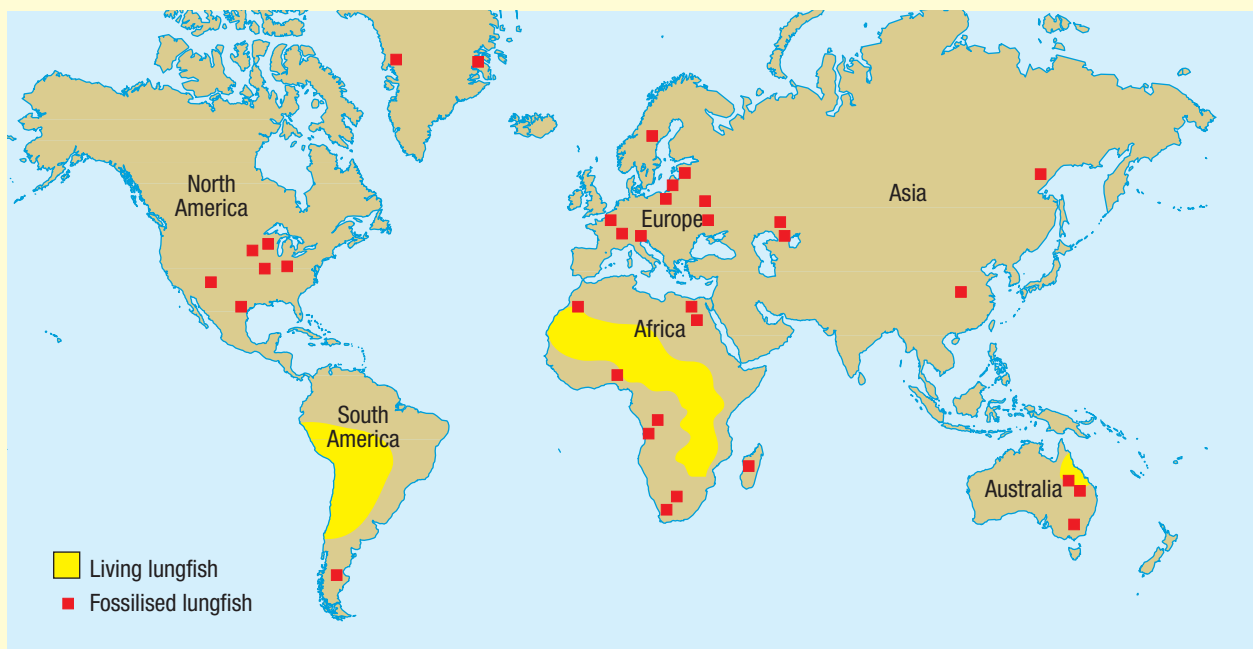 North
America
Asia
Europe
Africa
South
America
Australia
Living lungfish
Fossilised lungfish